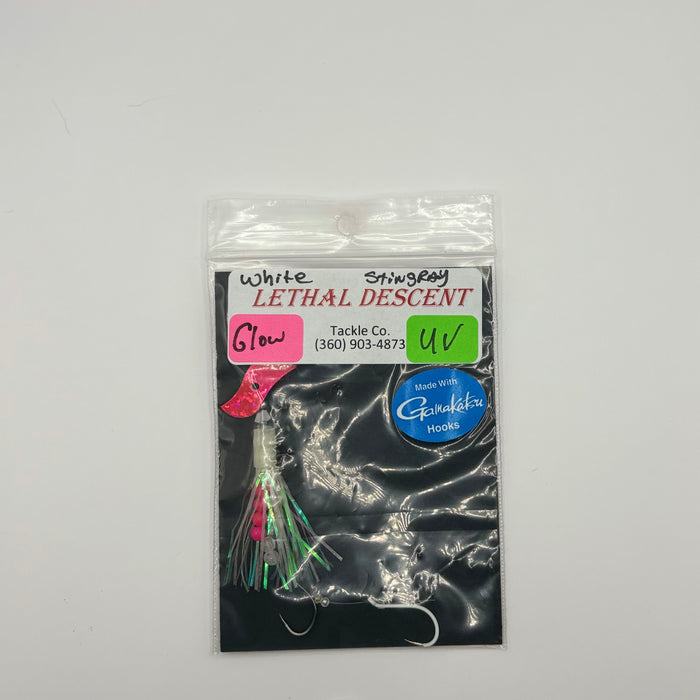 White Stingray
LETHAL DESCENT
Glow
Tackle Co.
(360) 903-4873
UV
Made With
Gamakatsu
Hooks